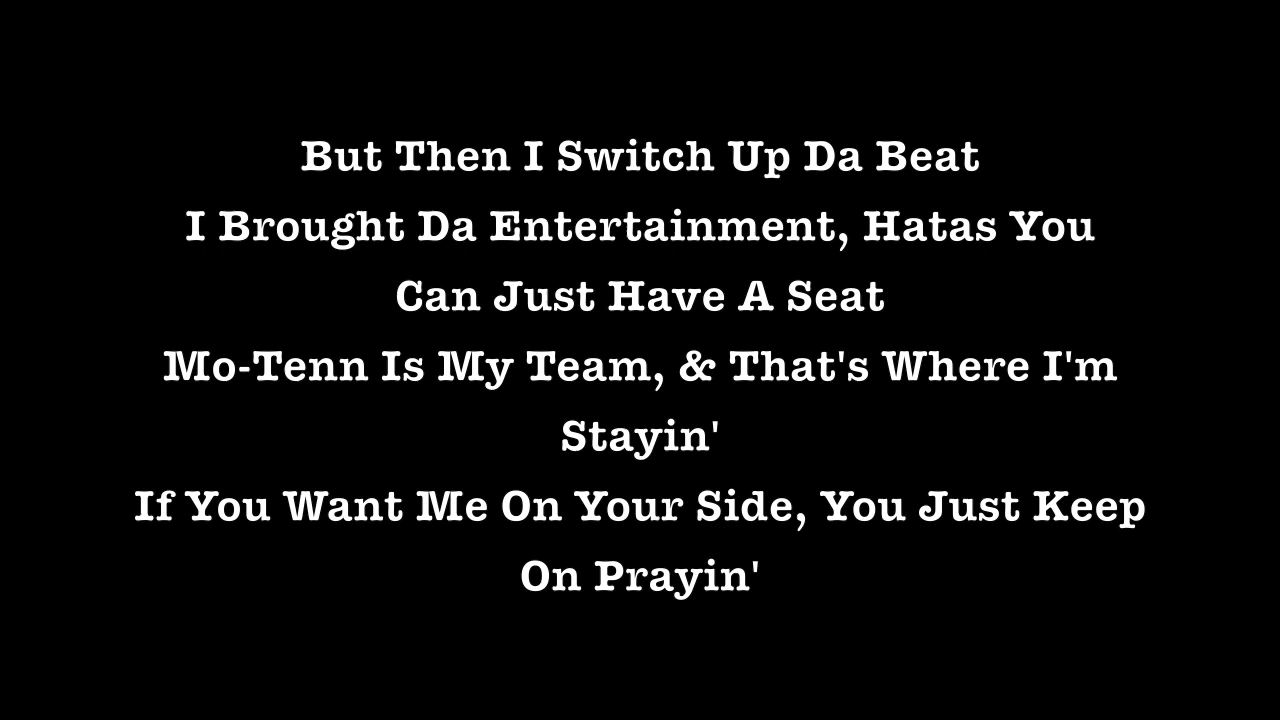 But Then I Switch Up Da Beat
I Brought Da Entertainment, Hatas You
Can Just Have A Seat
Mo-Tenn Is My Team, & That's Where I'm
Stayin'
If You Want Me On Your Side, You Just Keep
On Prayin'